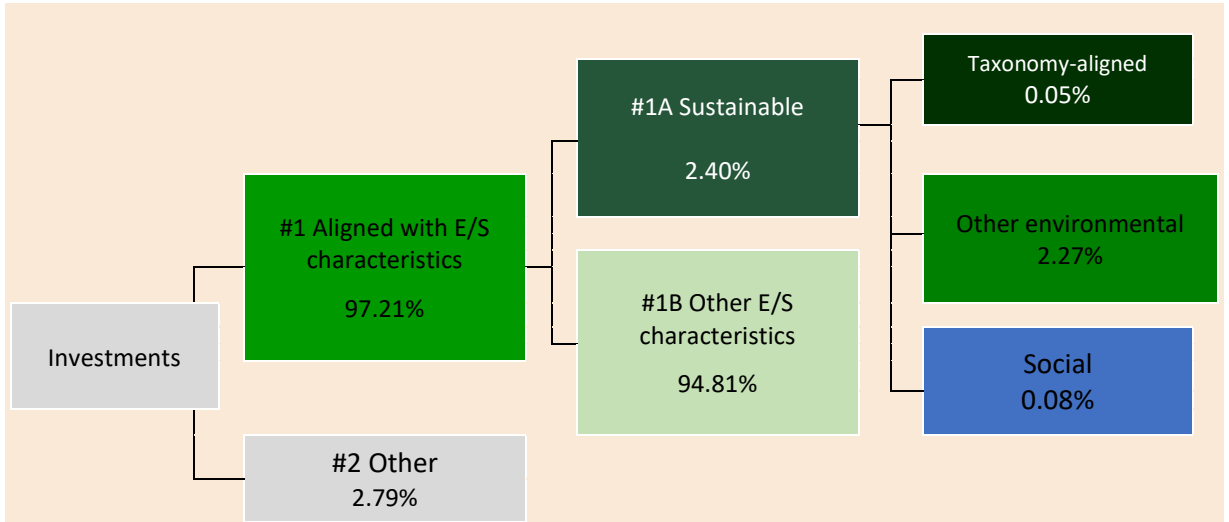 Investments
#1 Aligned with E/S
characteristics
97.21%
#2 Other
2.79%
#1A Sustainable
2.40%
#1B Other E/S
characteristics
94.81%
Taxonomy-aligned
0.05%
Other environmental
2.27%
Social
0.08%